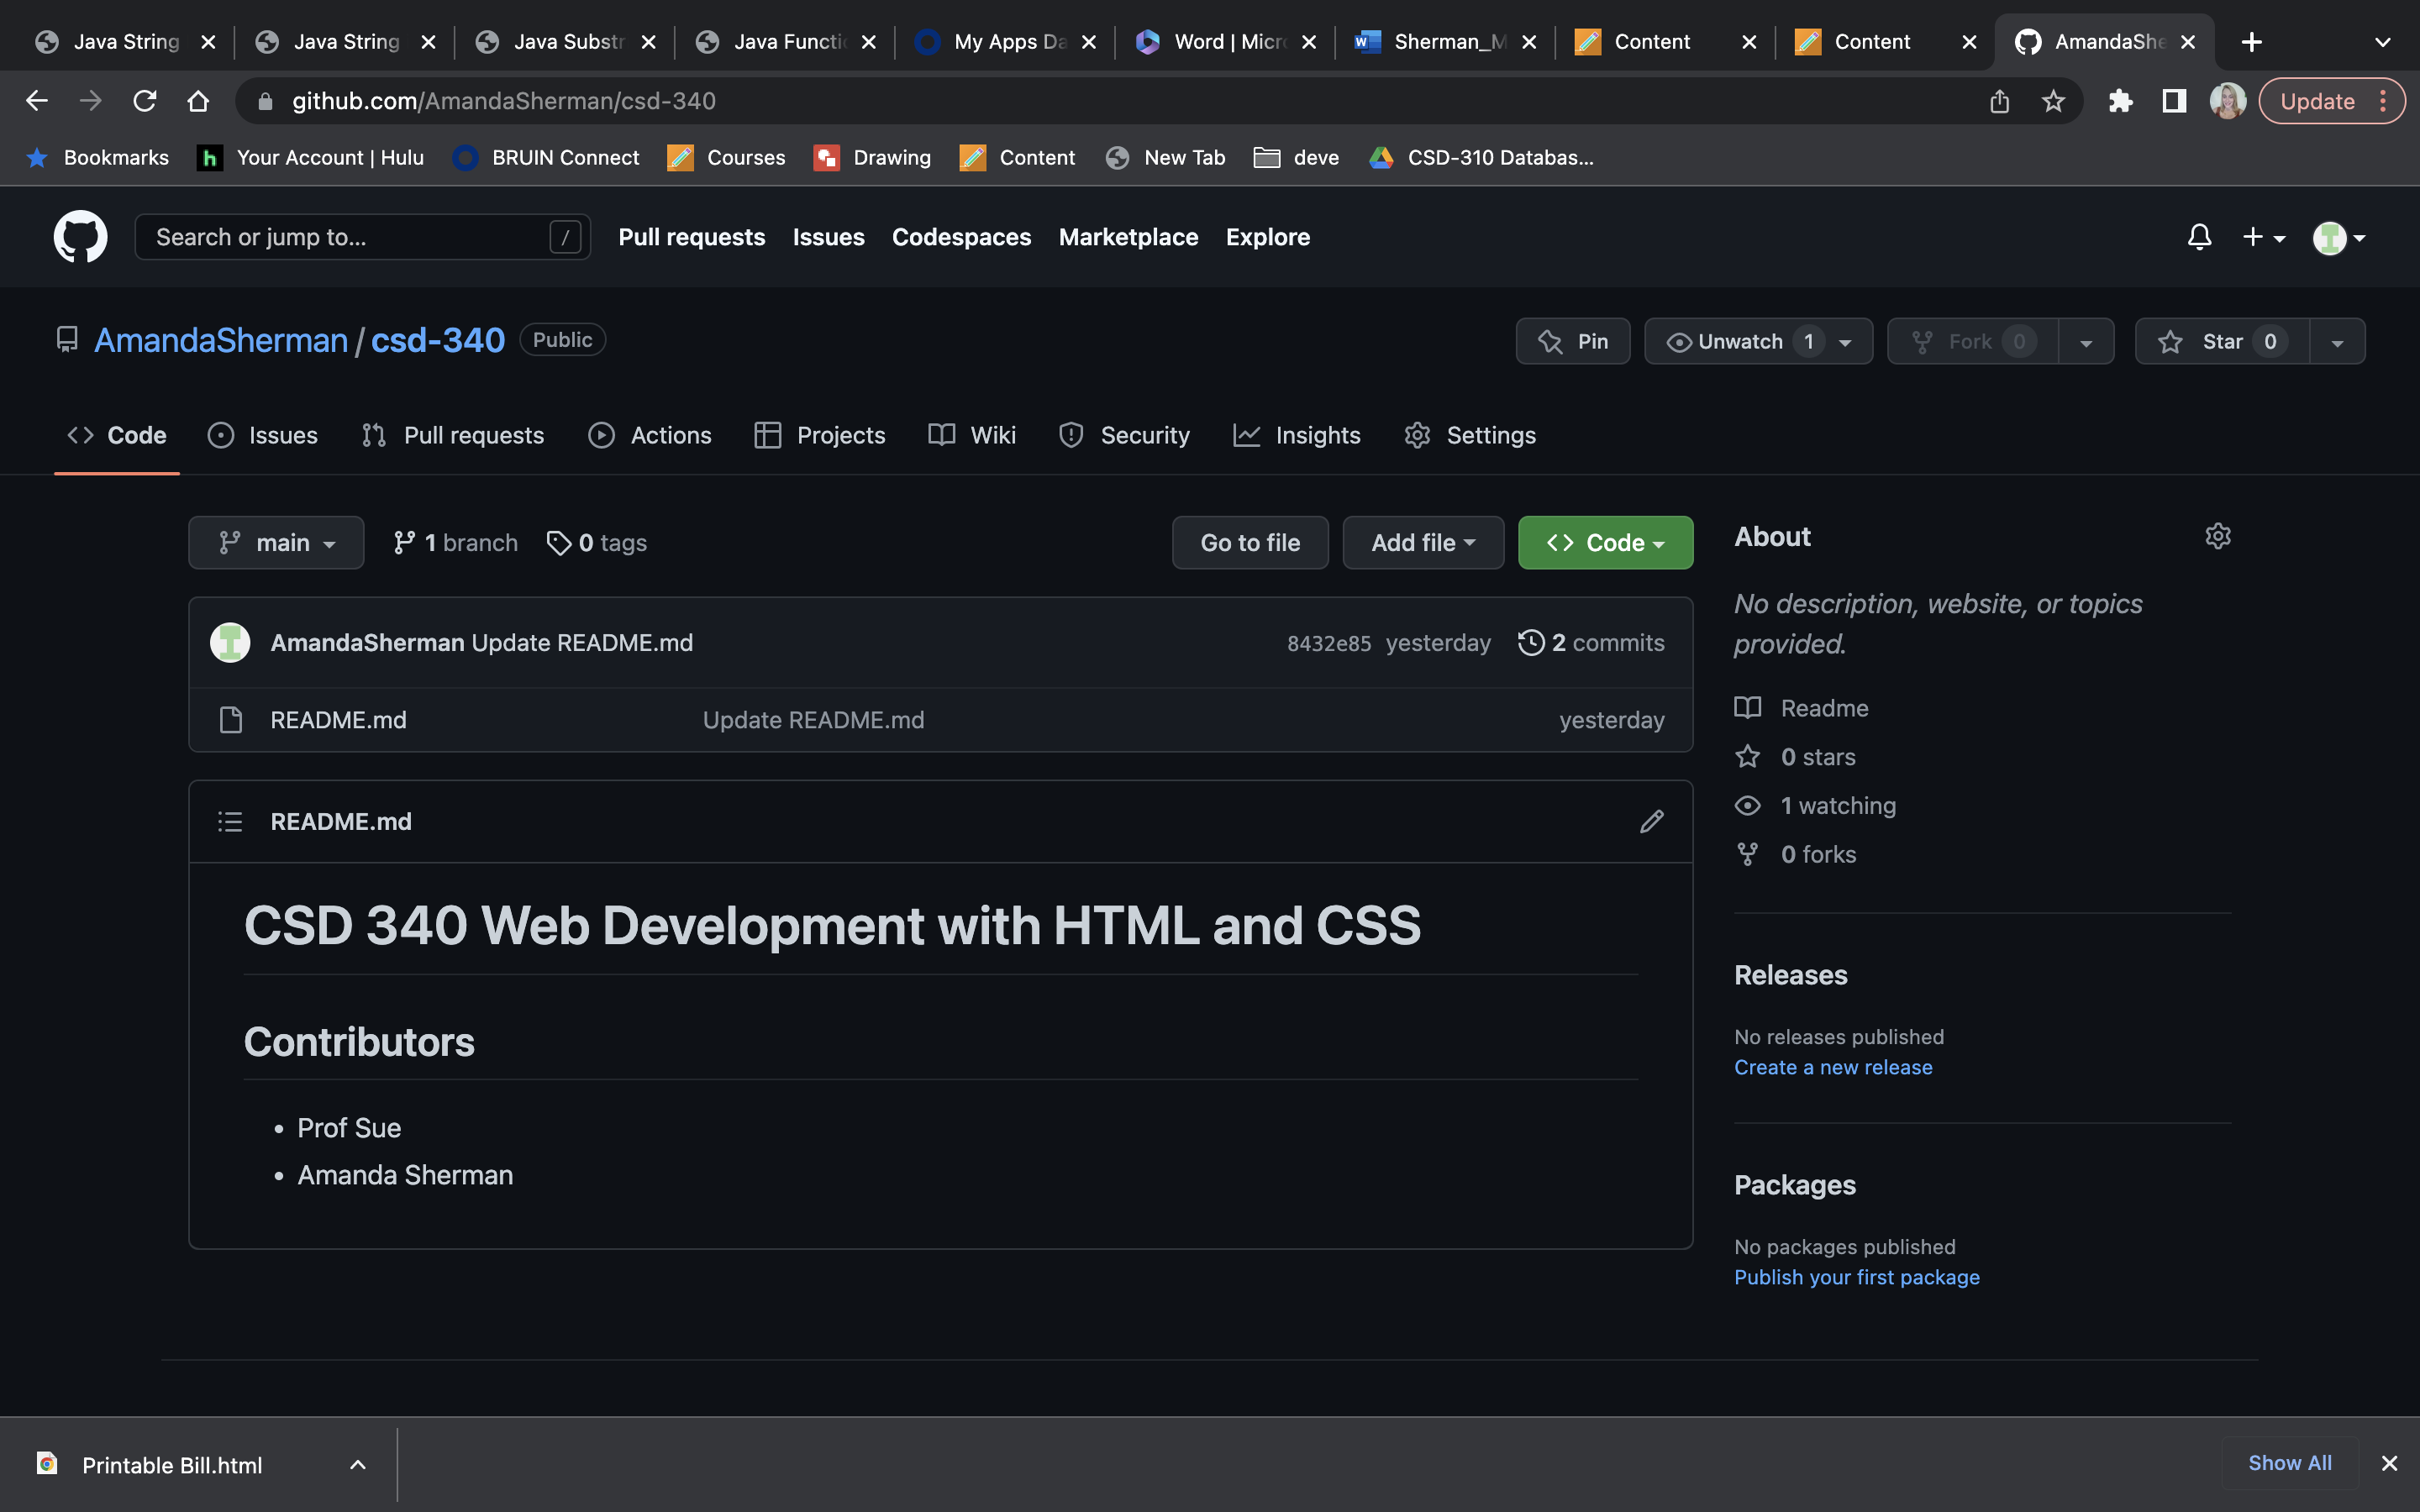 Java String
Java String
Java Substr
Java Functi
My Apps Da
Word | Micr
Sherman_M
Content
Content
AmandaShe
github.com/AmandaSherman/csd-340
Update
Bookmarks
Your Account | Hulu
BRUIN Connect
Courses
Drawing
Content
New Tab
deve
CSD-310 Databas...
Search or jump to...
/
Pull requests
Issues
Codespaces
Marketplace
Explore
AmandaSherman / csd-340
Public
Pin
Unwatch 1
Fork 0
Star 0
Code
Issues
Pull requests
Actions
Projects
Wiki
Security
Insights
Settings
main
1 branch
0 tags
Go to file
Add file
Code
AmandaSherman Update README.md
8432e85 yesterday
2 commits
README.md
Update README.md
yesterday
README.md
CSD 340 Web Development with HTML and CSS
Contributors
• Prof Sue
• Amanda Sherman
About
No description, website, or topics
provided.
Readme
0 stars
1 watching
0 forks
Releases
No releases published
Create a new release
Packages
No packages published
Publish your first package
Printable Bill.html
Show All